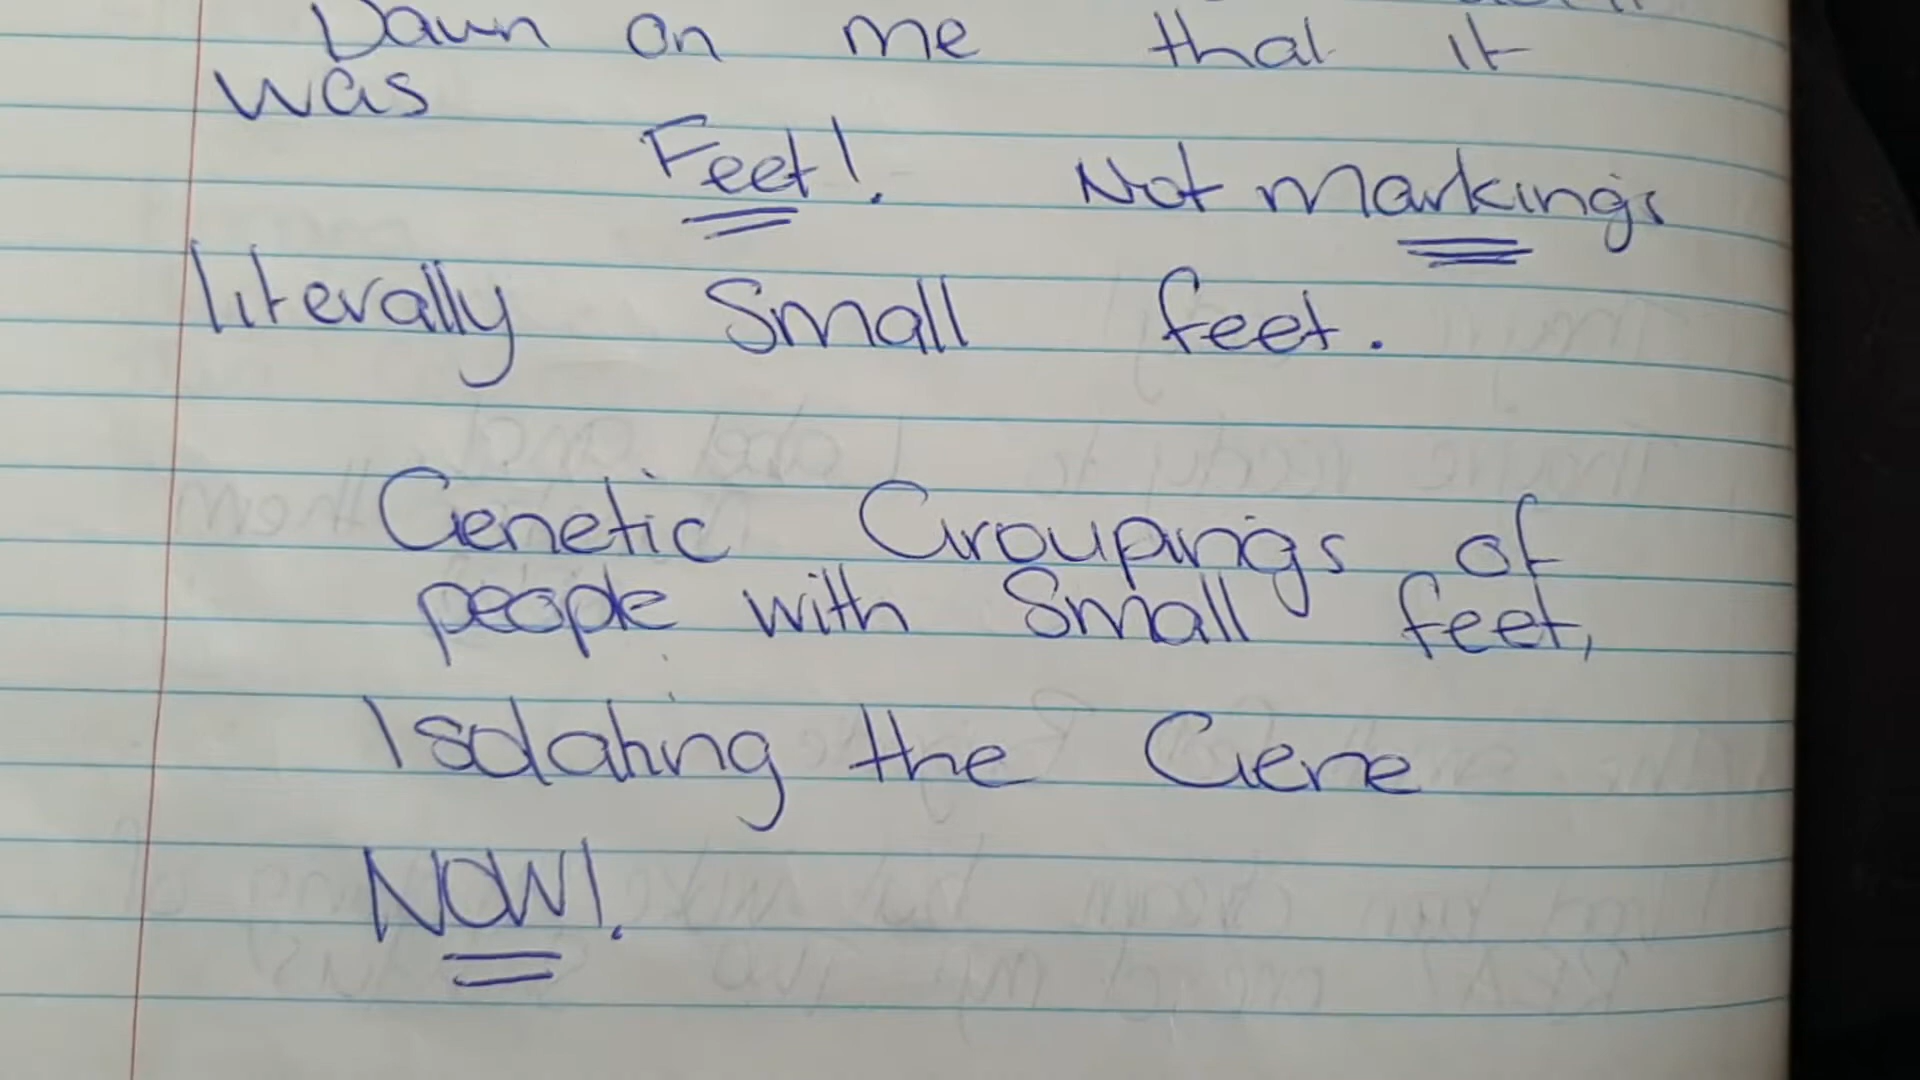 Dawn on me that it
was
Feet! Not markings
literally Small feet.
Genetic Groupings of
people with Small feet,
Isolating the Gene
NOW!